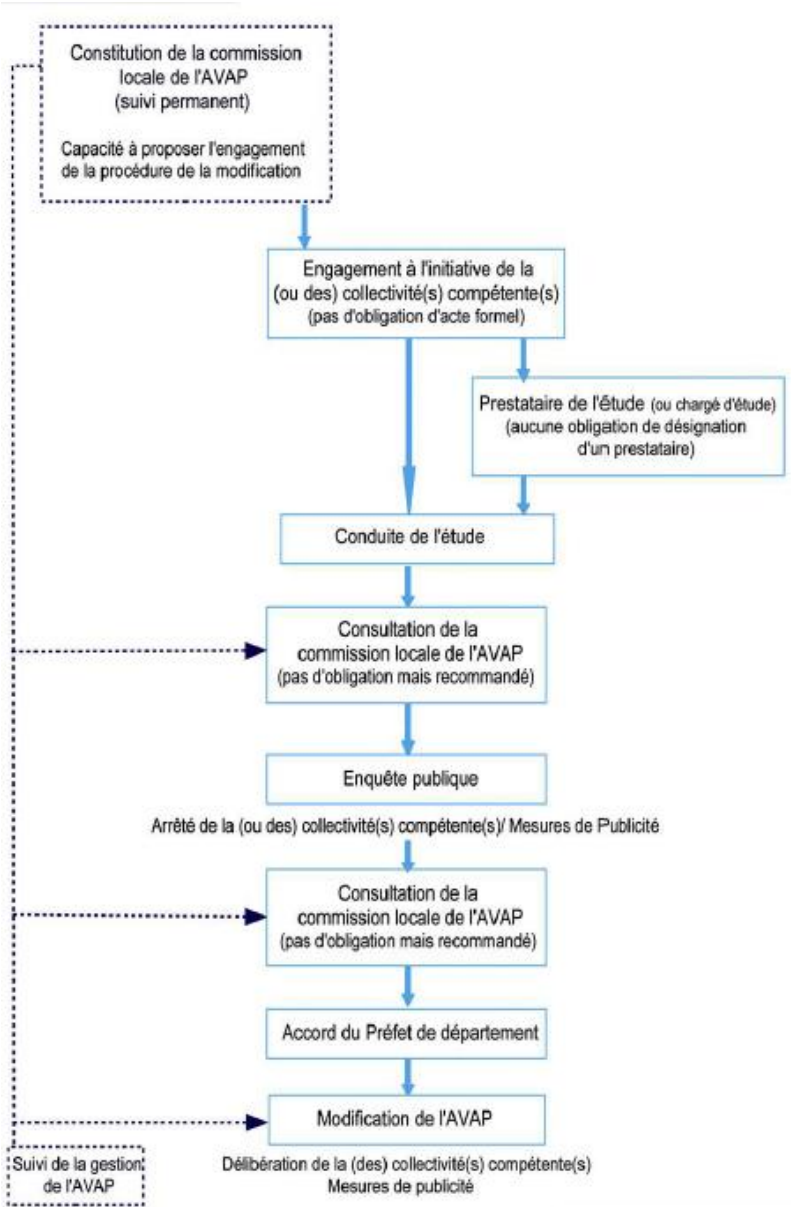 Constitution de la commission
locale de l'AVAP
(suivi permanent)
Capacité à proposer l'engagement
de la procédure de la modification
Engagement à l'initiative de la
(ou des) collectivité(s) compétente(s)
(pas d'obligation d'acte formel)
Prestataire de l'étude (ou chargé d'étude)
(aucune obligation de désignation
d'un prestataire)
Conduite de l'étude
Consultation de la
commission locale de l'AVAP
(pas d'obligation mais recommandé)
Enquête publique
Arrêté de la (ou des) collectivité(s) compétente(s)/ Mesures de Publicité
Consultation de la
commission locale de l'AVAP
(pas d'obligation mais recommandé)
Accord du Préfet de département
Modification de l'AVAP
Délibération de la (des) collectivité(s) compétente(s)
Mesures de publicité
Suivi de la gestion
de l'AVAP